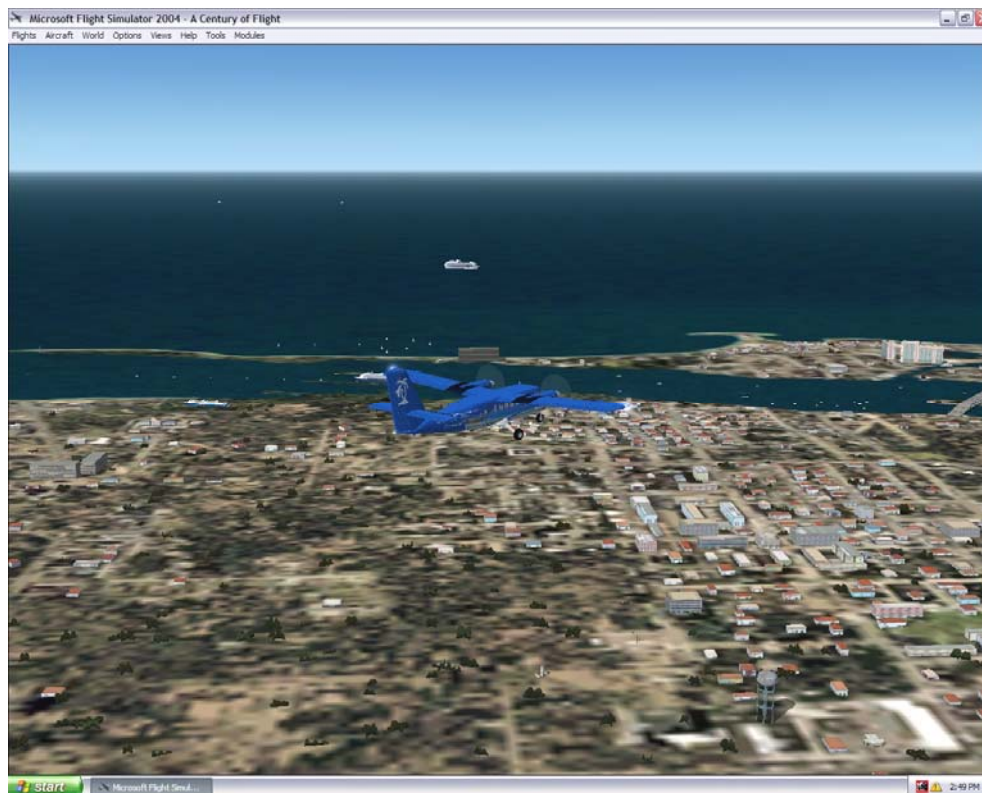 Microsoft Flight Simulator 2004 - A Century of Flight
Flights Aircraft World Options Views Help Tools Modules
start Microsoft Flight Simul... 2:49 PM